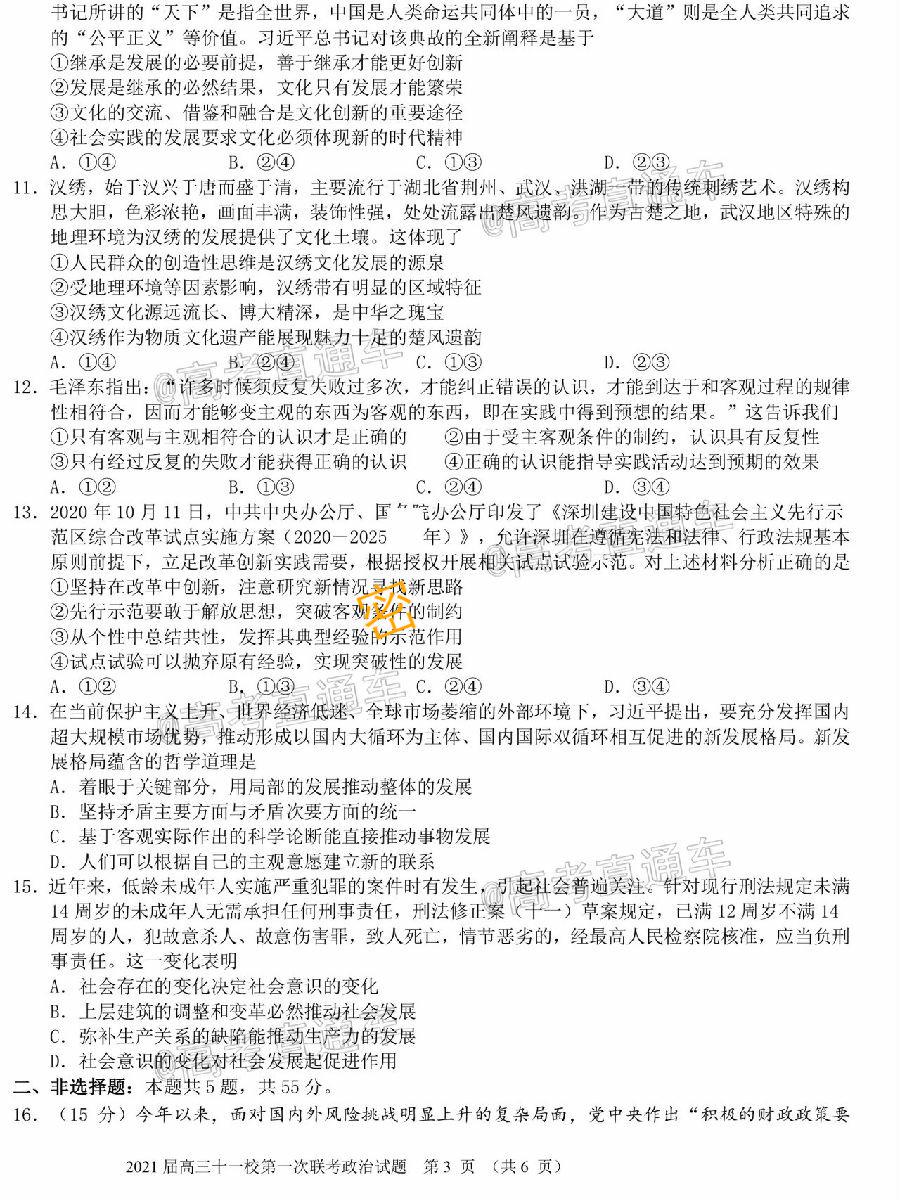 书记所讲的“天下”是指全世界，中国是人类命运共同体中的一员，“大道”则是全人类共同追求
的“公平正义”等价值。习近平总书记对该典故的全新阐释是基于
①继承是发展的必要前提，善于继承才能更好创新
②发展是继承的必然结果，文化只有发展才能繁荣
③文化的交流、借鉴和融合是文化创新的重要途径
④社会实践的发展要求文化必须体现新的时代精神
A．①④ B．②④ C．①③ D．②③
11．汉绣，始于汉兴于唐而盛于清，主要流行于湖北省荆州、武汉、洪湖一带的传统刺绣艺术。汉绣构
思大胆，色彩浓艳，画面丰满，装饰性强，处处流露出楚风遗韵。作为古楚之地，武汉地区特殊的
地理环境为汉绣的发展提供了文化土壤。这体现了
①人民群众的创造性思维是汉绣文化发展的源泉
②受地理环境等因素影响，汉绣带有明显的区域特征
③汉绣文化源远流长、博大精深，是中华之瑰宝
④汉绣作为物质文化遗产能展现魅力十足的楚风遗韵
A．①④ B．②④ C．①③ D．②③
12．毛泽东指出：“许多时候须反复失败过多次，才能纠正错误的认识，才能到达于和客观过程的规律
性相符合，因而才能够变主观的东西为客观的东西，即在实践中得到预想的结果。”这告诉我们
①只有客观与主观相符合的认识才是正确的 ②由于受主客观条件的制约，认识具有反复性
③只有经过反复的失败才能获得正确的认识 ④正确的认识能指导实践活动达到预期的效果
A．①② B．①③ C．②④ D．③④
13．2020 年 10 月 11 日，中共中央办公厅、国务院办公厅印发了《深圳建设中国特色社会主义先行示
范区综合改革试点实施方案（2020－2025 年）》，允许深圳在遵循宪法和法律、行政法规基本
原则前提下，立足改革创新实践需要，根据授权开展相关试点试验示范。对上述材料分析正确的是
①坚持在改革中创新，注意研究新情况寻找新思路
②先行示范要敢于解放思想，突破客观条件的制约
③从个性中总结共性，发挥其典型经验的示范作用
④试点试验可以抛弃原有经验，实现突破性的发展
A．①② B．①③ C．②④ D．③④
14．在当前保护主义上升、世界经济低迷、全球市场萎缩的外部环境下，习近平提出，要充分发挥国内
超大规模市场优势，推动形成以国内大循环为主体、国内国际双循环相互促进的新发展格局。新发
展格局蕴含的哲学道理是
A．着眼于关键部分，用局部的发展推动整体的发展
B．坚持矛盾主要方面与矛盾次要方面的统一
C．基于客观实际作出的科学论断能直接推动事物发展
D．人们可以根据自己的主观意愿建立新的联系
15．近年来，低龄未成年人实施严重犯罪的案件时有发生，引起社会普遍关注。针对现行刑法规定未满
14 周岁的未成年人无需承担任何刑事责任，刑法修正案（十一）草案规定，已满 12 周岁不满 14
周岁的人，犯故意杀人、故意伤害罪，致人死亡，情节恶劣的，经最高人民检察院核准，应当负刑
事责任。这一变化表明
A．社会存在的变化决定社会意识的变化
B．上层建筑的调整和变革必然推动社会发展
C．弥补生产关系的缺陷能推动生产力的发展
D．社会意识的变化对社会发展起促进作用
二、非选择题：本题共 5 题，共 55 分。
16．（15 分）今年以来，面对国内外风险挑战明显上升的复杂局面，党中央作出“积极的财政政策要
2021 届高三十一校第一次联考政治试题 第 3 页 （共 6 页）
密
@高考直通车
@高考直通车
@高考直通车
@高考直通车
@高考直通车
@高考直通车